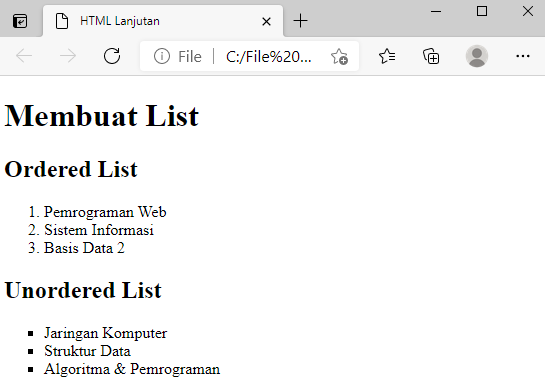 HTML Lanjutan
File | C:/File%20...
Membuat List
Ordered List
1. Pemrograman Web
2. Sistem Informasi
3. Basis Data 2
Unordered List
Jaringan Komputer
Struktur Data
Algoritma & Pemrograman